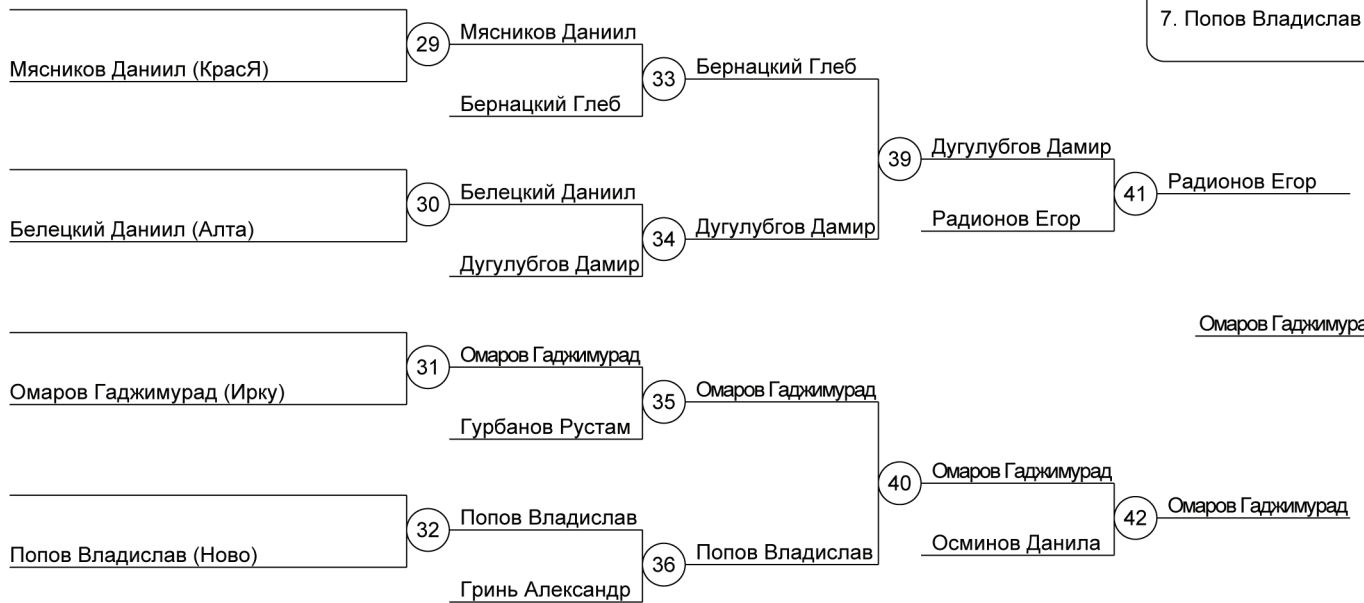 7. Попов Владислав
29
Мясников Даниил
Мясников Даниил (КрасЯ)
33
Бернацкий Глеб
Бернацкий Глеб
39
Дугулубгов Дамир
30
Белецкий Даниил
Белецкий Даниил (Алта)
34
Дугулубгов Дамир
Дугулубгов Дамир
41
Радионов Егор
Радионов Егор
31
Омаров Гаджимурад
Омаров Гаджимурад (Ирку)
35
Омаров Гаджимурад
Гурбанов Рустам
40
Омаров Гаджимурад
32
Попов Владислав
Попов Владислав (Ново)
36
Попов Владислав
Гринь Александр
42
Омаров Гаджимурад
Осминов Данила